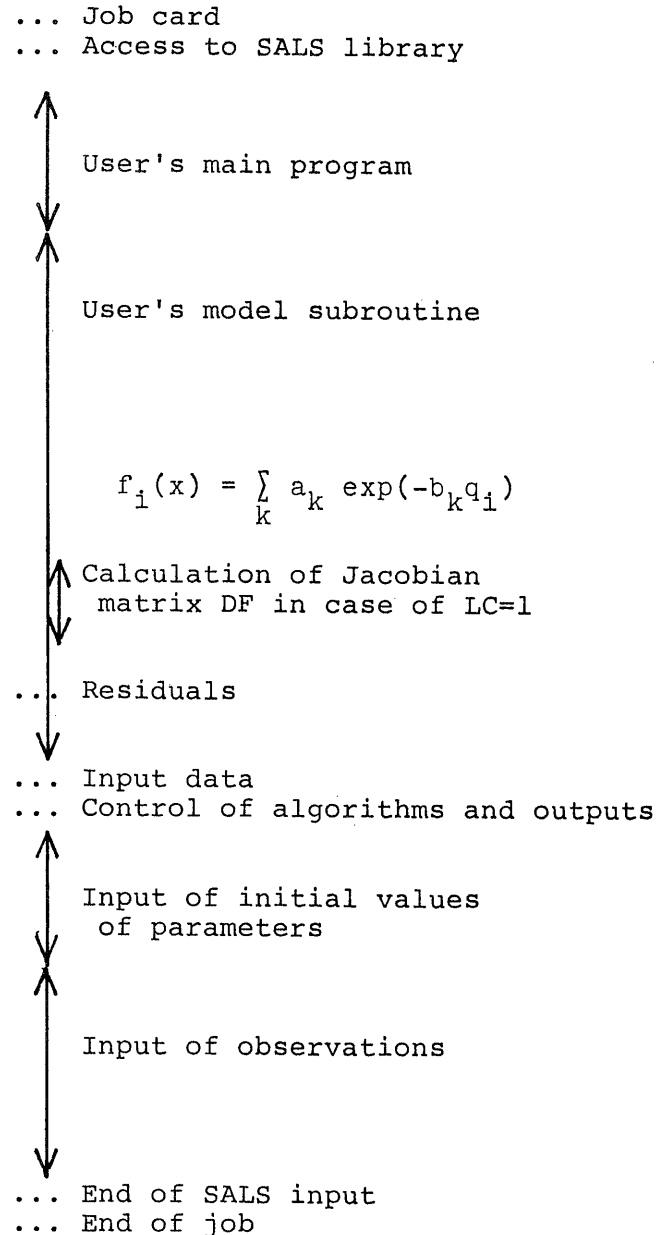 ... Job card
... Access to SALS library
User's main program
User's model subroutine
f_i(x) = ∑_k a_k exp(-b_k q_i)
Calculation of Jacobian
matrix DF in case of LC=1
... Residuals
... Input data
... Control of algorithms and outputs
Input of initial values
of parameters
Input of observations
... End of SALS input
... End of job